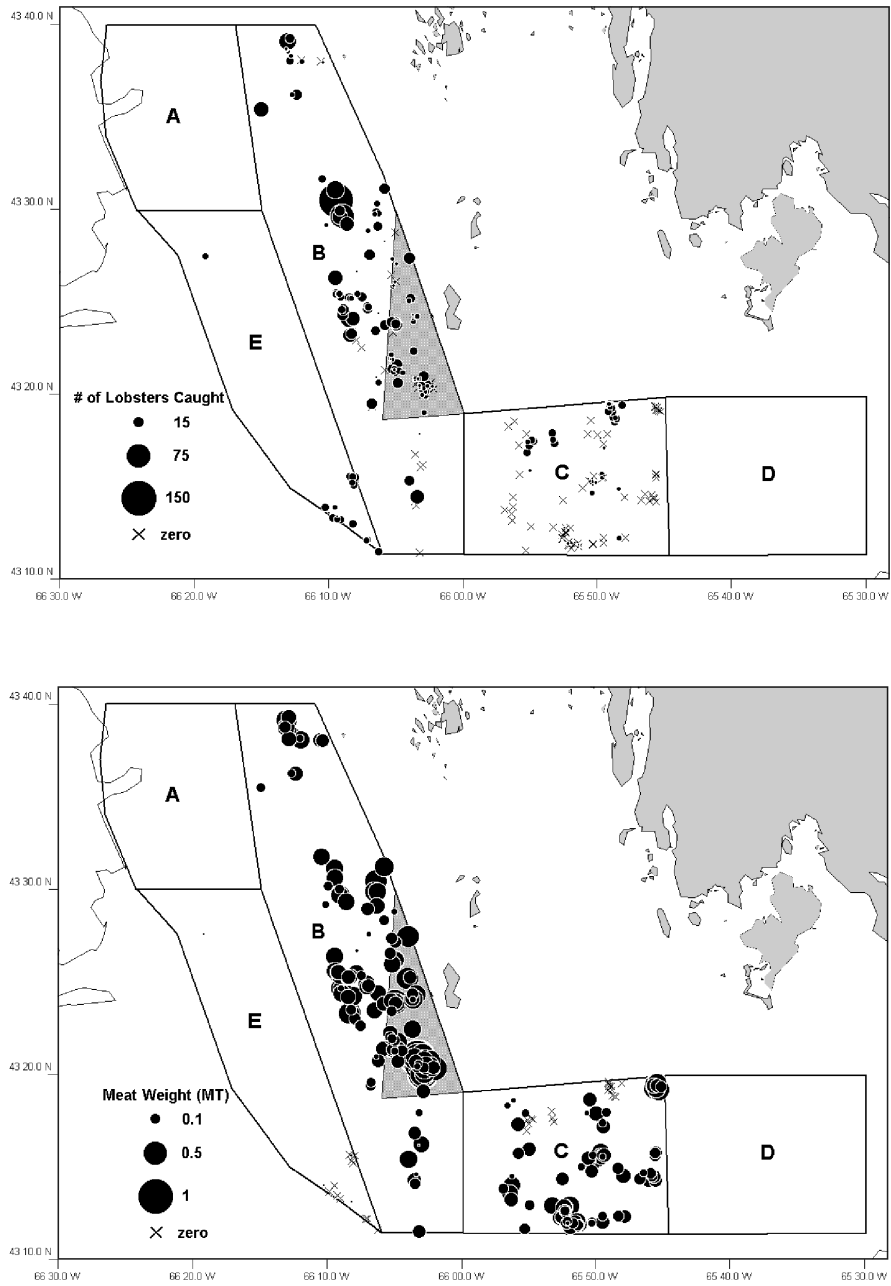 43 40.0 N
A
43 30.0 N
B
E
# of Lobsters Caught
43 20.0 N
15
75
C
D
150
zero
43 10.0 N
66 30.0 W
66 20.0 W
66 10.0 W
66 00.0 W
65 50.0 W
65 40.0 W
65 30.0 W
43 40.0 N
A
43 30.0 N
B
E
43 20.0 N
Meat Weight (MT)
0.1
0.5
C
D
1
zero
43 10.0 N
66 30.0 W
66 20.0 W
66 10.0 W
66 00.0 W
65 50.0 W
65 40.0 W
65 30.0 W